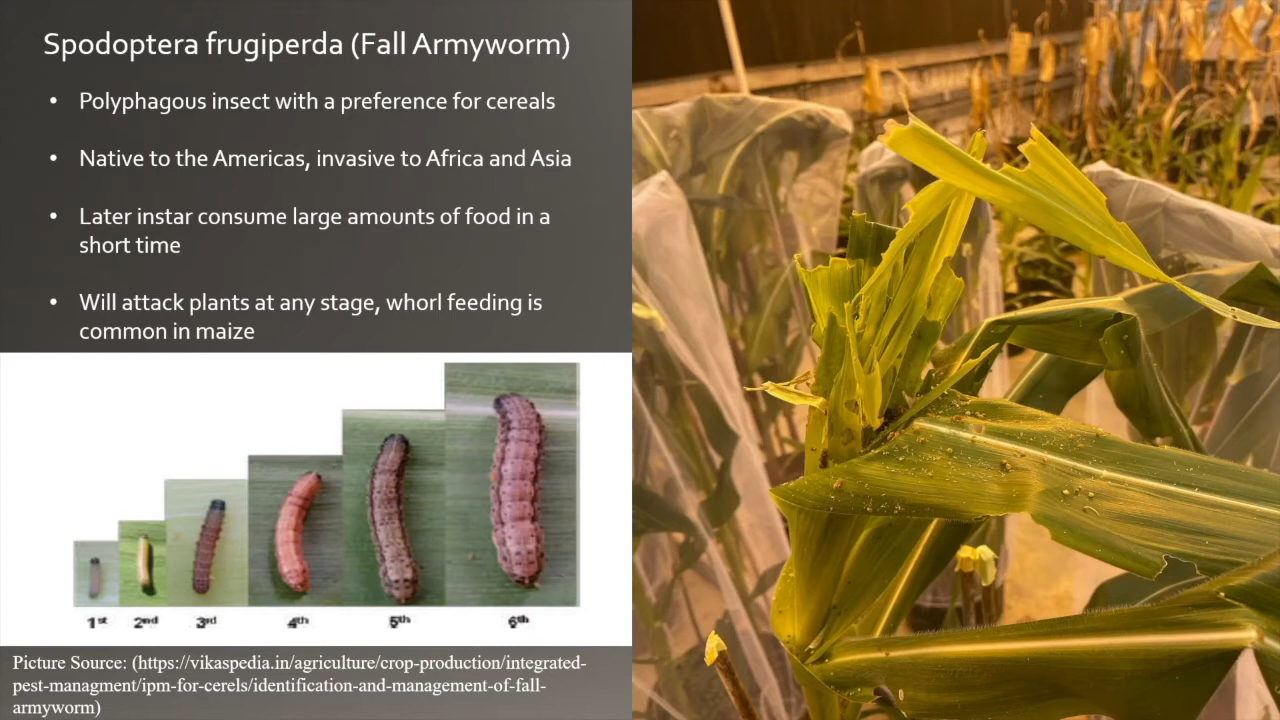 Spodoptera frugiperda (Fall Armyworm)
• Polyphagous insect with a preference for cereals
• Native to the Americas, invasive to Africa and Asia
• Later instar consume large amounts of food in a
short time
• Will attack plants at any stage, whorl feeding is
common in maize
1st 2nd 3rd 4th 5th 6th
Picture Source: (https://vikaspedia.in/agriculture/crop-production/integrated-
pest-managment/ipm-for-cerels/identification-and-management-of-fall-
armyworm)